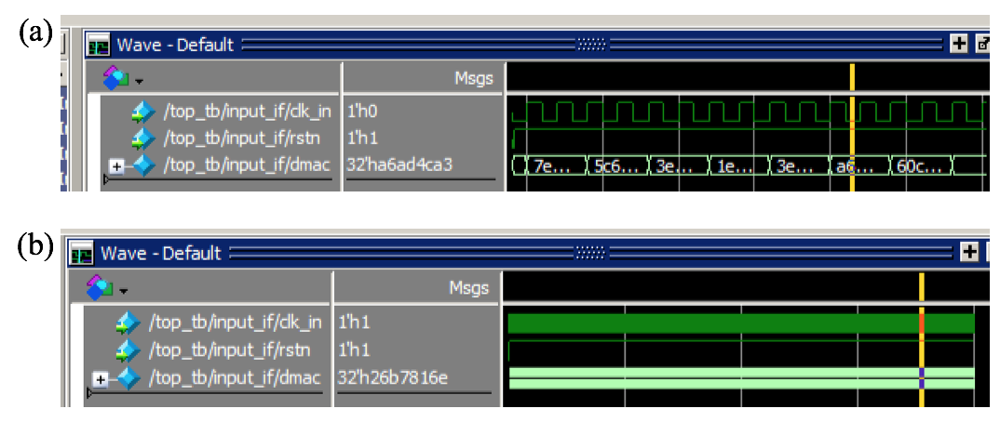 (a)
Wave - Default
Msgs
/top_tb/input_if/clk_in 1'h0
/top_tb/input_if/rstn 1'h1
/top_tb/input_if/dmac 32'ha6ad4ca3 7e... 5c6... 3e... 1e... 3e... a6... 60c...
(b)
Wave - Default
Msgs
/top_tb/input_if/clk_in 1'h1
/top_tb/input_if/rstn 1'h1
/top_tb/input_if/dmac 32'h26b7816e